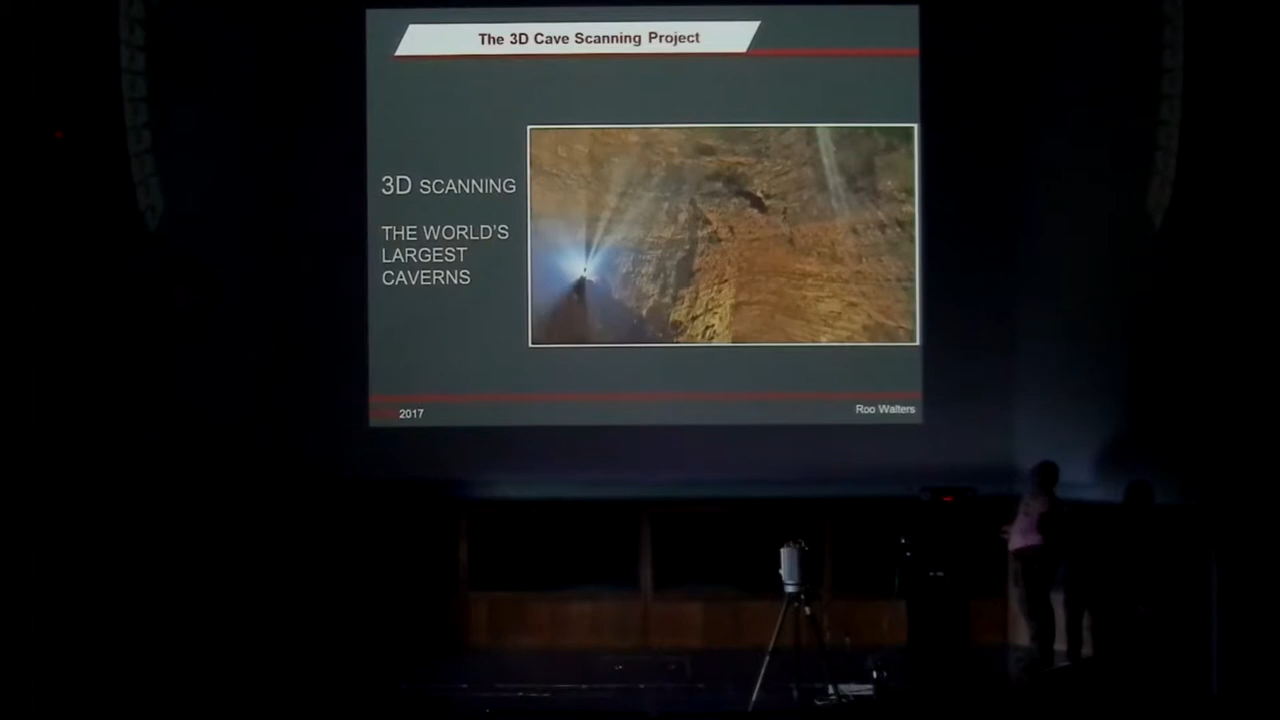 The 3D Cave Scanning Project
3D SCANNING
THE WORLD'S
LARGEST
CAVERNS
2017
Roo Walters